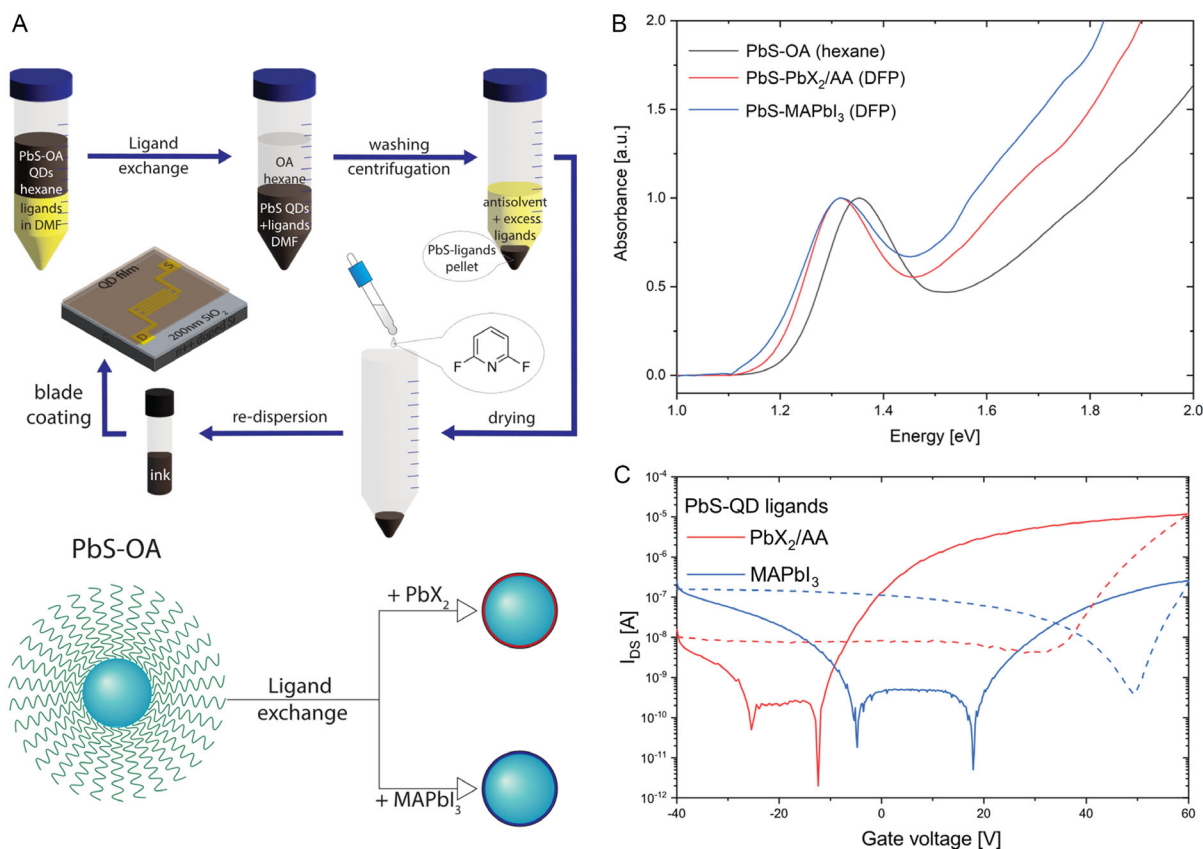 A
PbS-OA
QDs
hexane
ligands
in DMF
Ligand
exchange
OA
hexane
PbS QDs
+ligands
DMF
washing
centrifugation
antisolvent
+ excess
ligands
PbS-ligands
pellet
F N F
drying
re-dispersion
ink
blade
coating
QD film
S
D
G
200nm SiO2
n++ doped Si
PbS-OA
Ligand
exchange
+ PbX2
+ MAPbI3
B
PbS-OA (hexane)
PbS-PbX2/AA (DFP)
PbS-MAPbI3 (DFP)
Absorbance [a.u.]
2.0
1.5
1.0
0.5
0.0
1.0 1.2 1.4 1.6 1.8 2.0
Energy [eV]
C
PbS-QD ligands
PbX2/AA
MAPbI3
IDS [A]
10-4
10-5
10-6
10-7
10-8
10-9
10-10
10-11
10-12
-40 -20 0 20 40 60
Gate voltage [V]